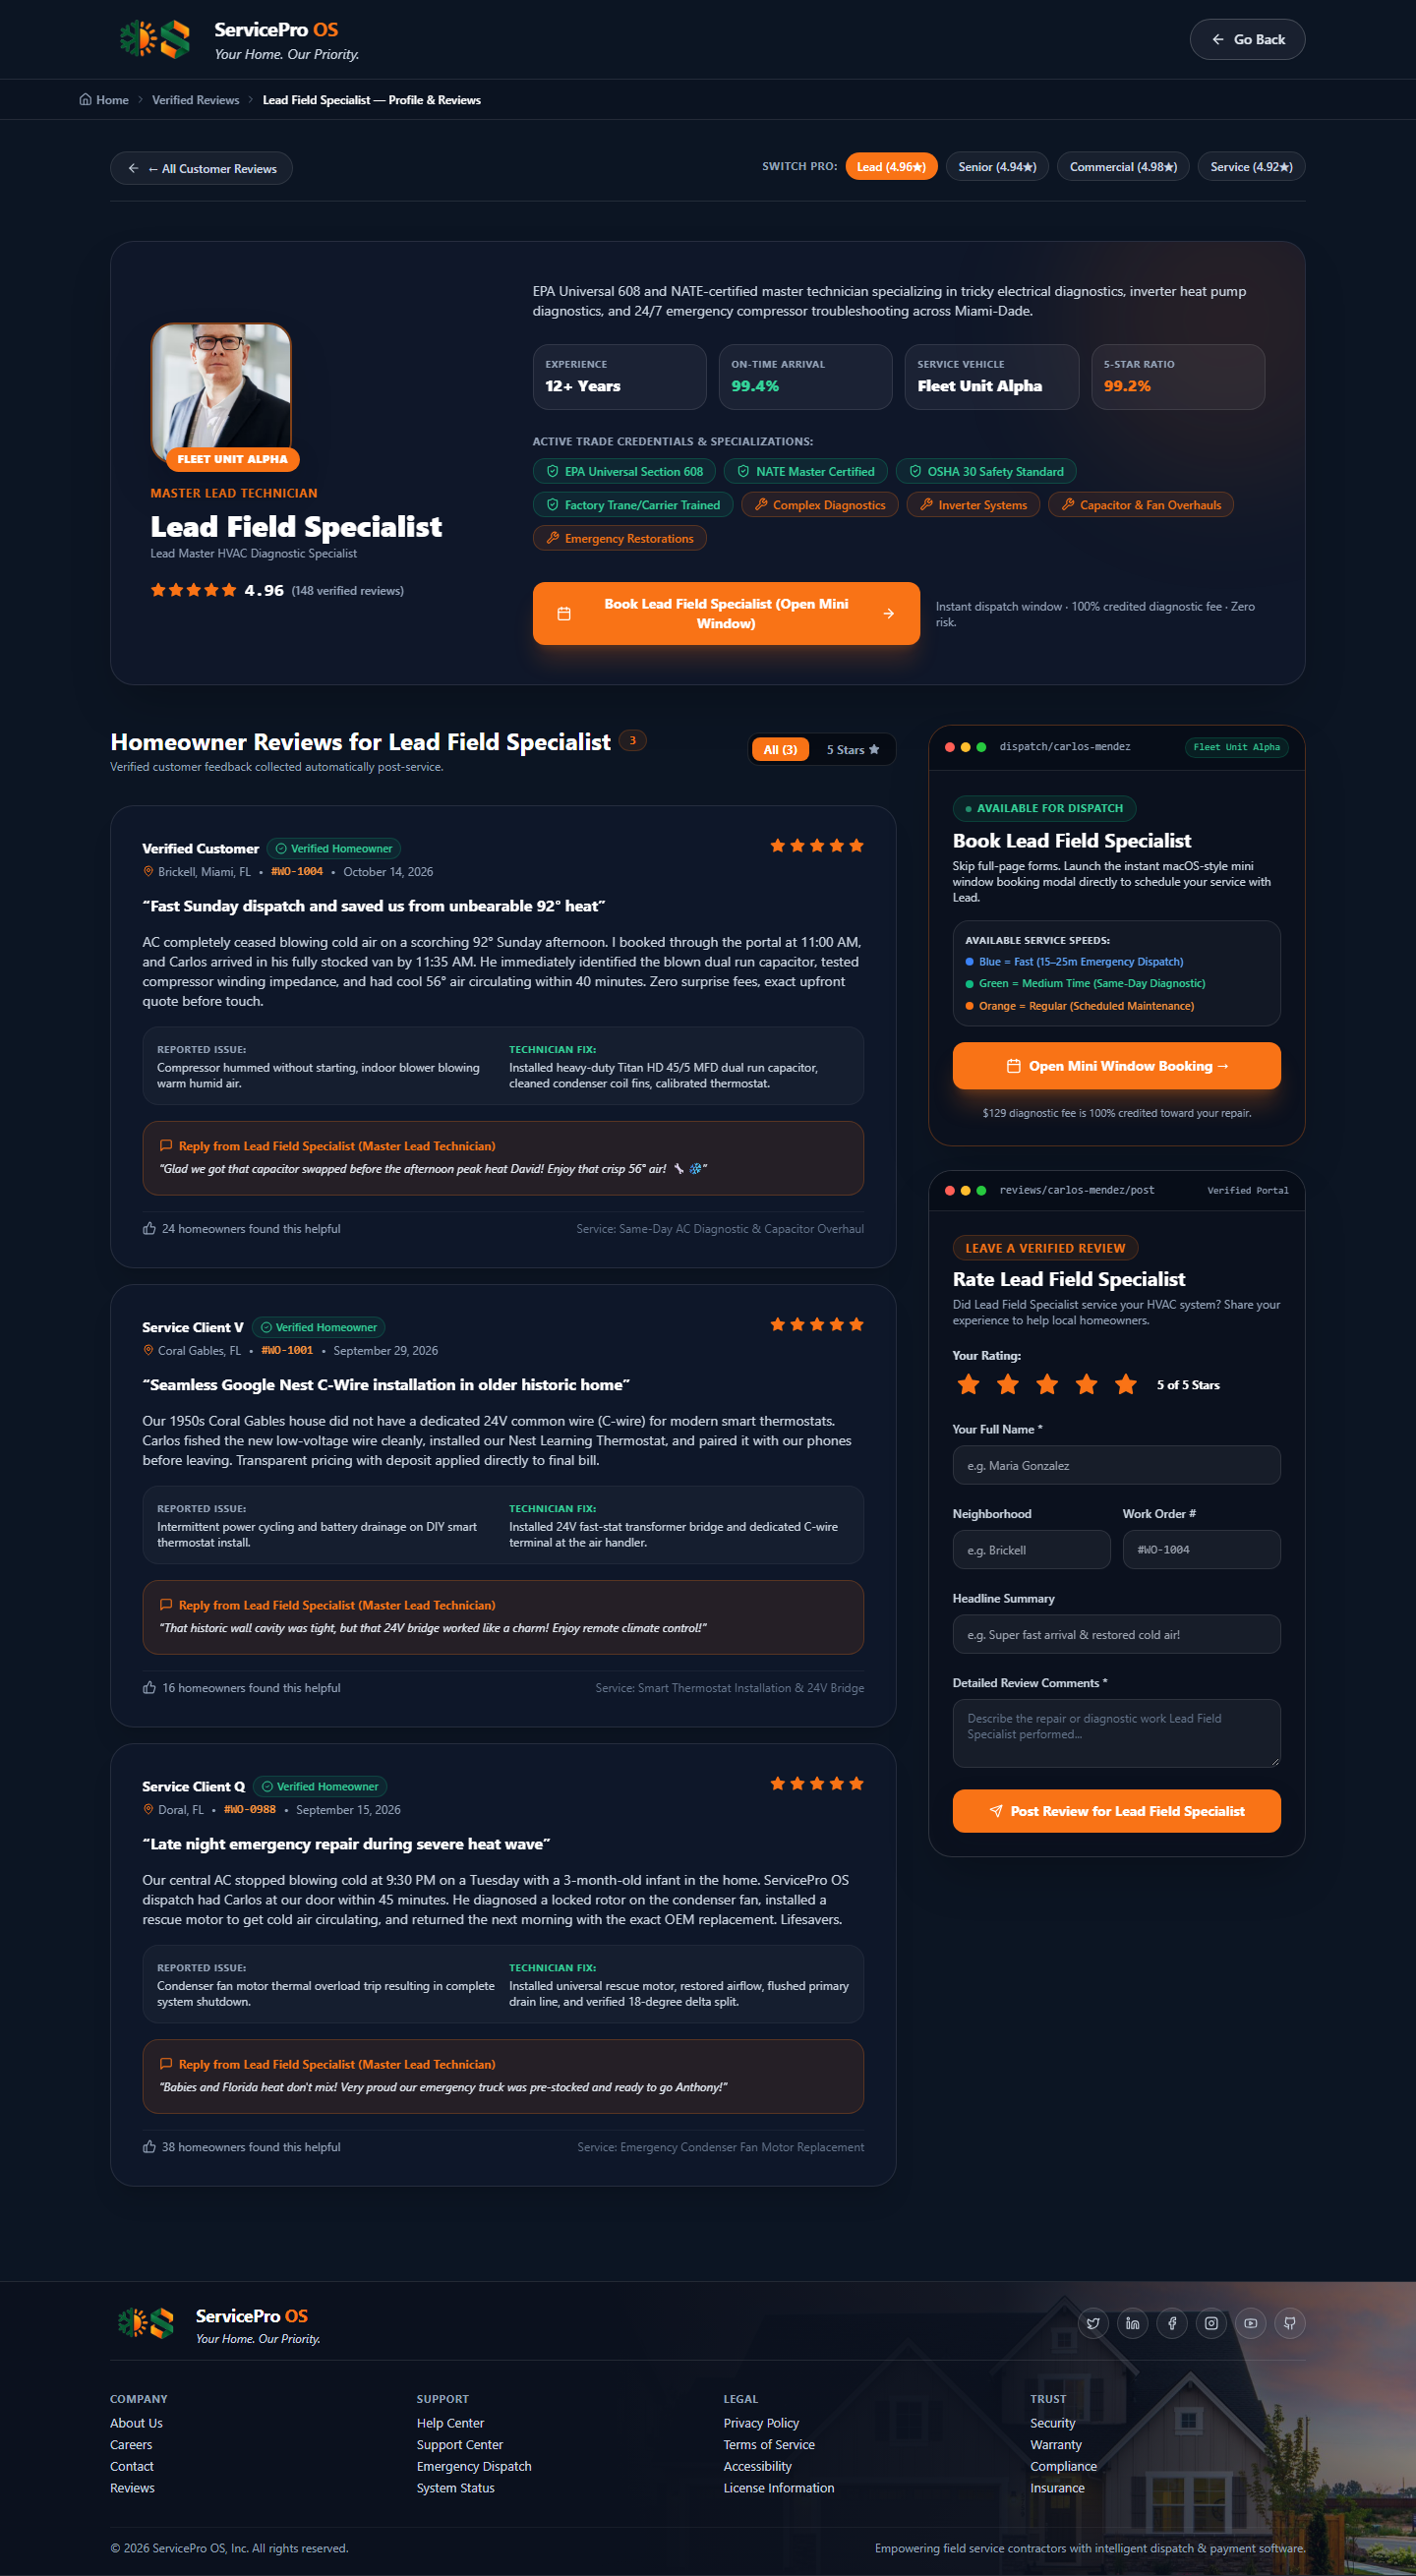 ServicePro OS
Your Home. Our Priority.
Go Back
Home
Verified Reviews
Lead Field Specialist — Profile & Reviews
← All Customer Reviews
SWITCH PRO:
Lead (4.96★)
Senior (4.94★)
Commercial (4.98★)
Service (4.92★)
FLEET UNIT ALPHA
MASTER LEAD TECHNICIAN
Lead Field Specialist
Lead Master HVAC Diagnostic Specialist
4.96 (148 verified reviews)
EPA Universal 608 and NATE-certified master technician specializing in tricky electrical diagnostics, inverter heat pump
diagnostics, and 24/7 emergency compressor troubleshooting across Miami-Dade.
EXPERIENCE
12+ Years
ON-TIME ARRIVAL
99.4%
SERVICE VEHICLE
Fleet Unit Alpha
5-STAR RATIO
99.2%
ACTIVE TRADE CREDENTIALS & SPECIALIZATIONS:
EPA Universal Section 608
NATE Master Certified
OSHA 30 Safety Standard
Factory Trane/Carrier Trained
Complex Diagnostics
Inverter Systems
Capacitor & Fan Overhauls
Emergency Restorations
Book Lead Field Specialist (Open Mini
Window)
Instant dispatch window · 100% credited diagnostic fee · Zero
risk.
Homeowner Reviews for Lead Field Specialist 3
Verified customer feedback collected automatically post-service.
All (3)
5 Stars ★
Verified Customer
Verified Homeowner
Brickell, Miami, FL • #WO-1004 • October 14, 2026
“Fast Sunday dispatch and saved us from unbearable 92° heat”
AC completely ceased blowing cold air on a scorching 92° Sunday afternoon. I booked through the portal at 11:00 AM,
and Carlos arrived in his fully stocked van by 11:35 AM. He immediately identified the blown dual run capacitor, tested
compressor winding impedance, and had cool 56° air circulating within 40 minutes. Zero surprise fees, exact upfront
quote before touch.
REPORTED ISSUE:
Compressor hummed without starting, indoor blower blowing
warm humid air.
TECHNICIAN FIX:
Installed heavy-duty Titan HD 45/5 MFD dual run capacitor,
cleaned condenser coil fins, calibrated thermostat.
Reply from Lead Field Specialist (Master Lead Technician)
“Glad we got that capacitor swapped before the afternoon peak heat David! Enjoy that crisp 56° air! 🔧❄️”
24 homeowners found this helpful
Service: Same-Day AC Diagnostic & Capacitor Overhaul
Service Client V
Verified Homeowner
Coral Gables, FL • #WO-1001 • September 29, 2026
“Seamless Google Nest C-Wire installation in older historic home”
Our 1950s Coral Gables house did not have a dedicated 24V common wire (C-wire) for modern smart thermostats.
Carlos fished the new low-voltage wire cleanly, installed our Nest Learning Thermostat, and paired it with our phones
before leaving. Transparent pricing with deposit applied directly to final bill.
REPORTED ISSUE:
Intermittent power cycling and battery drainage on DIY smart
thermostat install.
TECHNICIAN FIX:
Installed 24V fast-stat transformer bridge and dedicated C-wire
terminal at the air handler.
Reply from Lead Field Specialist (Master Lead Technician)
“That historic wall cavity was tight, but that 24V bridge worked like a charm! Enjoy remote climate control!”
16 homeowners found this helpful
Service: Smart Thermostat Installation & 24V Bridge
Service Client Q
Verified Homeowner
Doral, FL • #WO-0988 • September 15, 2026
“Late night emergency repair during severe heat wave”
Our central AC stopped blowing cold at 9:30 PM on a Tuesday with a 3-month-old infant in the home. ServicePro OS
dispatch had Carlos at our door within 45 minutes. He diagnosed a locked rotor on the condenser fan, installed a
rescue motor to get cold air circulating, and returned the next morning with the exact OEM replacement. Lifesavers.
REPORTED ISSUE:
Condenser fan motor thermal overload trip resulting in complete
system shutdown.
TECHNICIAN FIX:
Installed universal rescue motor, restored airflow, flushed primary
drain line, and verified 18-degree delta split.
Reply from Lead Field Specialist (Master Lead Technician)
“Babies and Florida heat don't mix! Very proud our emergency truck was pre-stocked and ready to go Anthony!”
38 homeowners found this helpful
Service: Emergency Condenser Fan Motor Replacement
dispatch/carlos-mendez
Fleet Unit Alpha
AVAILABLE FOR DISPATCH
Book Lead Field Specialist
Skip full-page forms. Launch the instant macOS-style mini
window booking modal directly to schedule your service with
Lead.
AVAILABLE SERVICE SPEEDS:
Blue = Fast (15–25m Emergency Dispatch)
Green = Medium Time (Same-Day Diagnostic)
Orange = Regular (Scheduled Maintenance)
Open Mini Window Booking →
$129 diagnostic fee is 100% credited toward your repair.
reviews/carlos-mendez/post
Verified Portal
LEAVE A VERIFIED REVIEW
Rate Lead Field Specialist
Did Lead Field Specialist service your HVAC system? Share your
experience to help local homeowners.
Your Rating:
5 of 5 Stars
Your Full Name *
e.g. Maria Gonzalez
Neighborhood
e.g. Brickell
Work Order #
#WO-1004
Headline Summary
e.g. Super fast arrival & restored cold air!
Detailed Review Comments *
Describe the repair or diagnostic work Lead Field
Specialist performed...
Post Review for Lead Field Specialist
ServicePro OS
Your Home. Our Priority.
COMPANY
About Us
Careers
Contact
Reviews
SUPPORT
Help Center
Support Center
Emergency Dispatch
System Status
LEGAL
Privacy Policy
Terms of Service
Accessibility
License Information
TRUST
Security
Warranty
Compliance
Insurance
© 2026 ServicePro OS, Inc. All rights reserved.
Empowering field service contractors with intelligent dispatch & payment software.